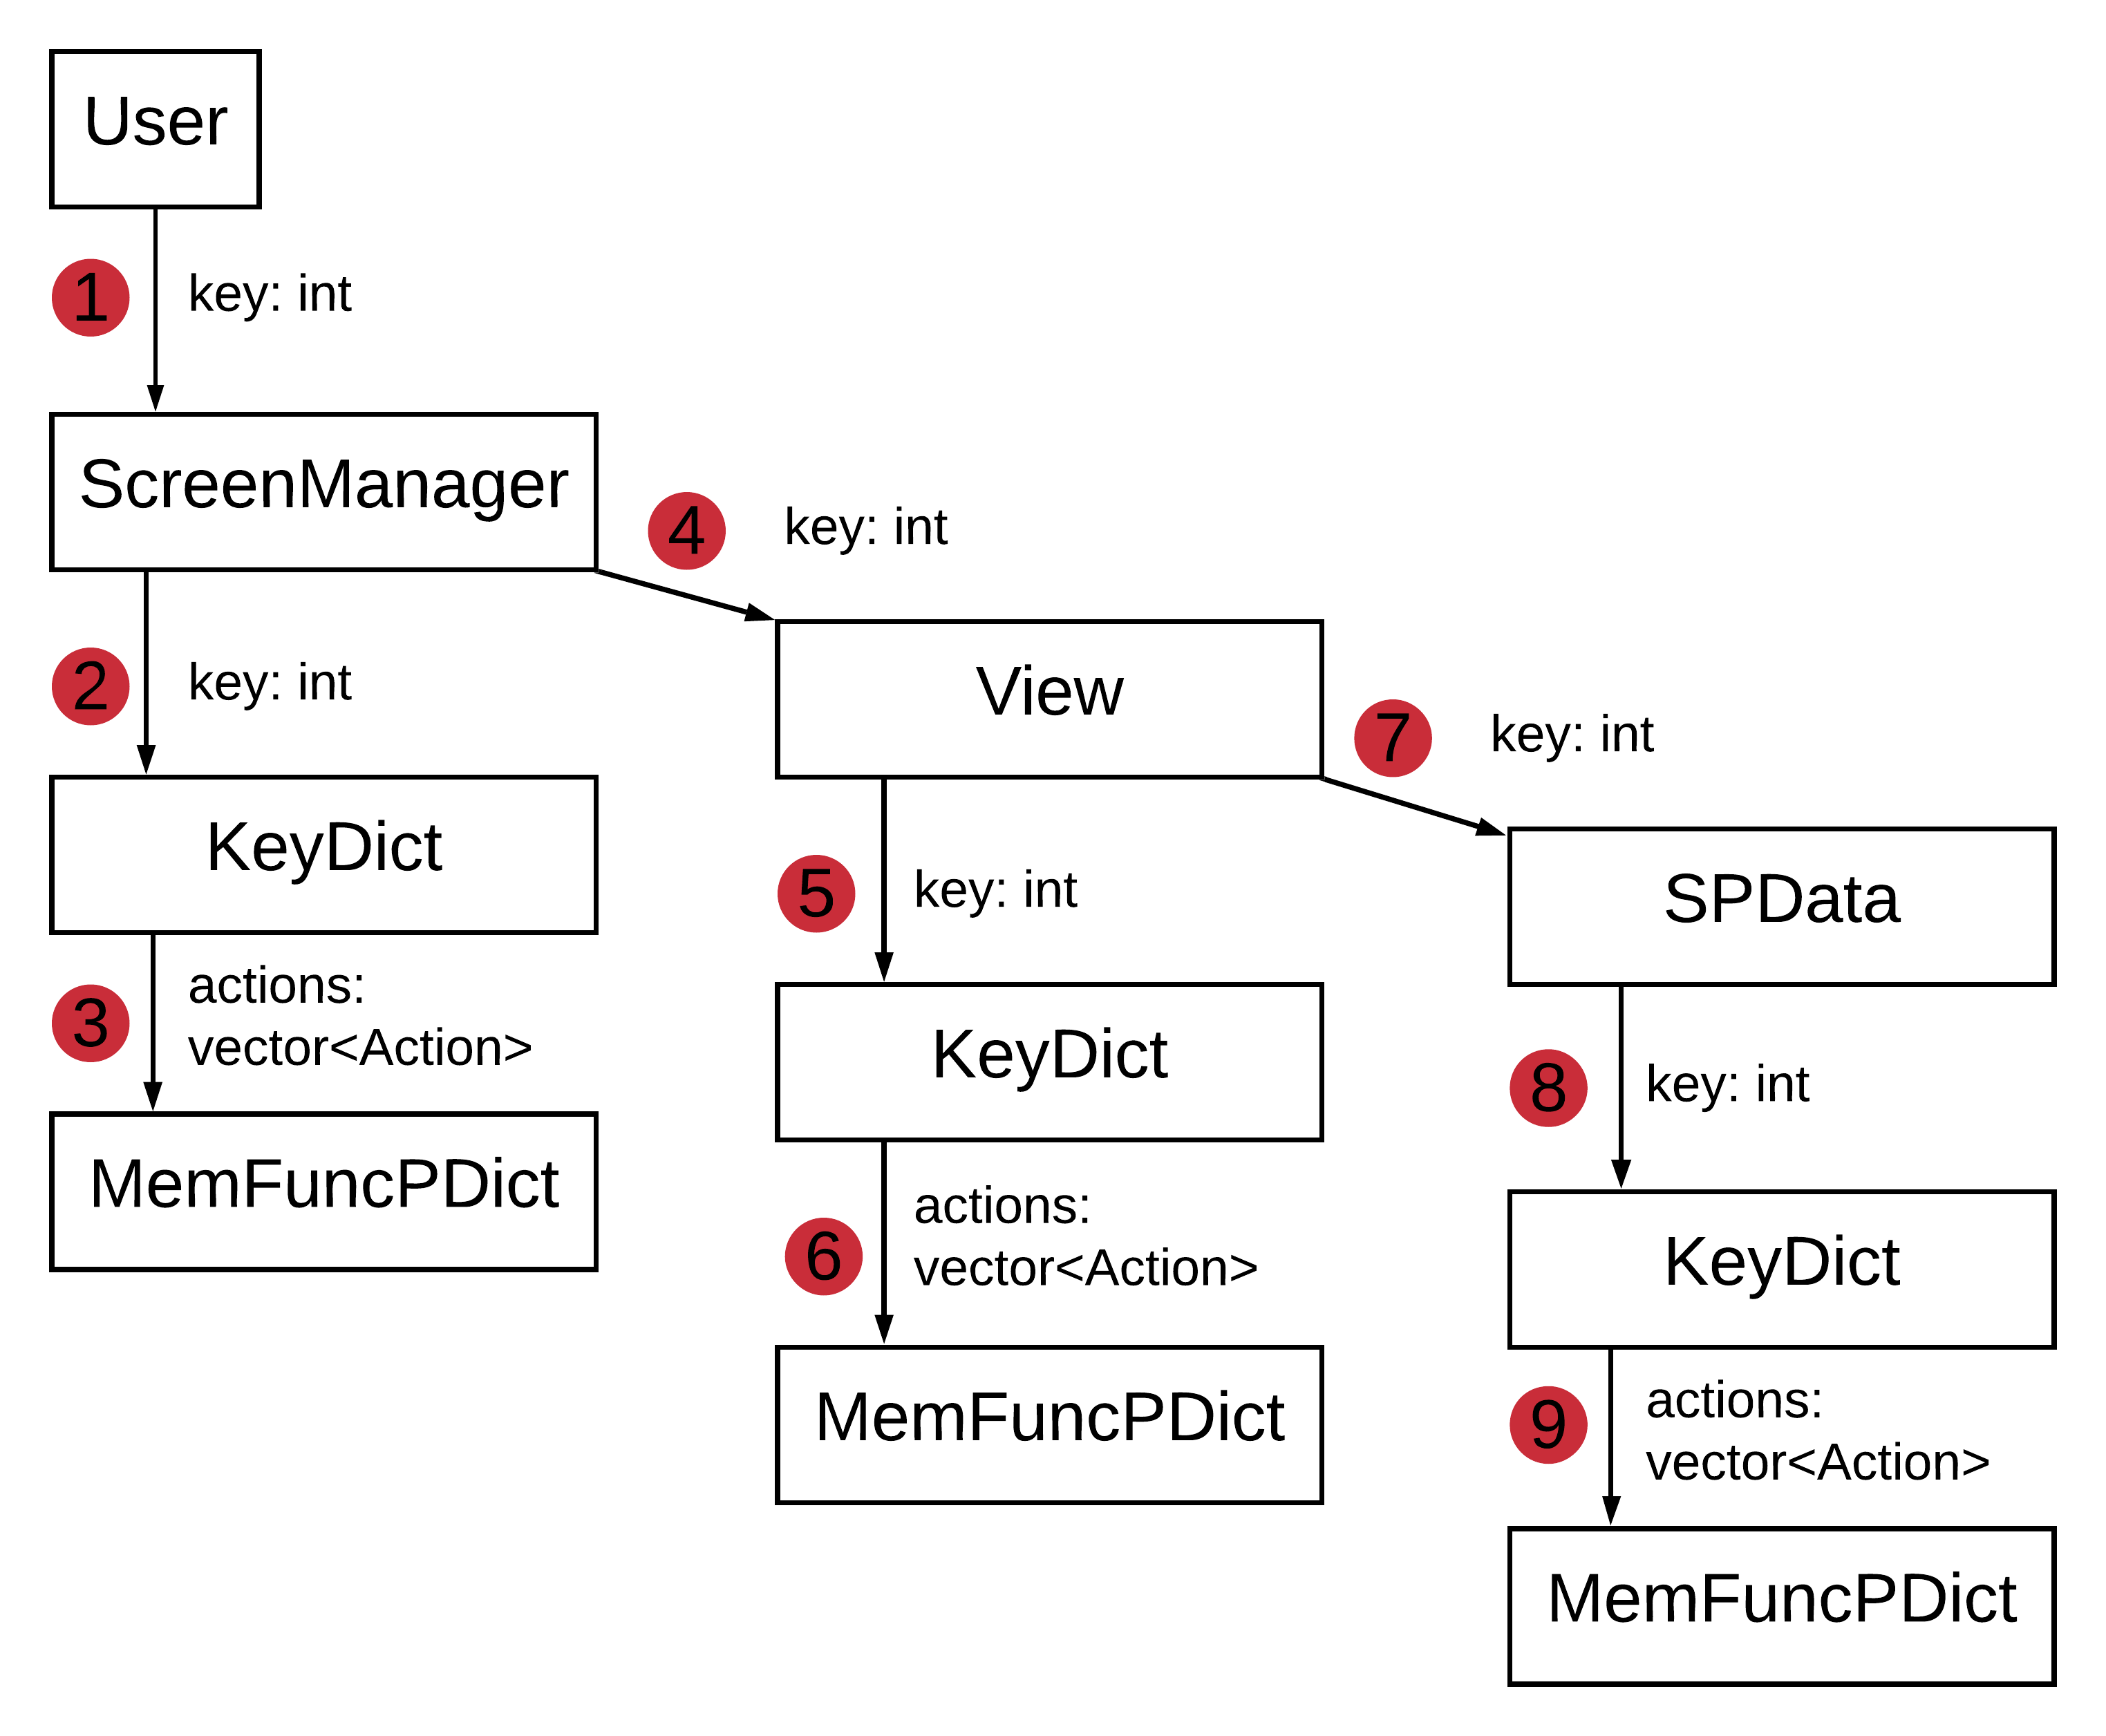 User
1
key: int
ScreenManager
4
key: int
2
key: int
View
7
key: int
KeyDict
5
key: int
SPData
3
actions:
vector<Action>
KeyDict
8
key: int
MemFuncPDict
6
actions:
vector<Action>
KeyDict
MemFuncPDict
9
actions:
vector<Action>
MemFuncPDict